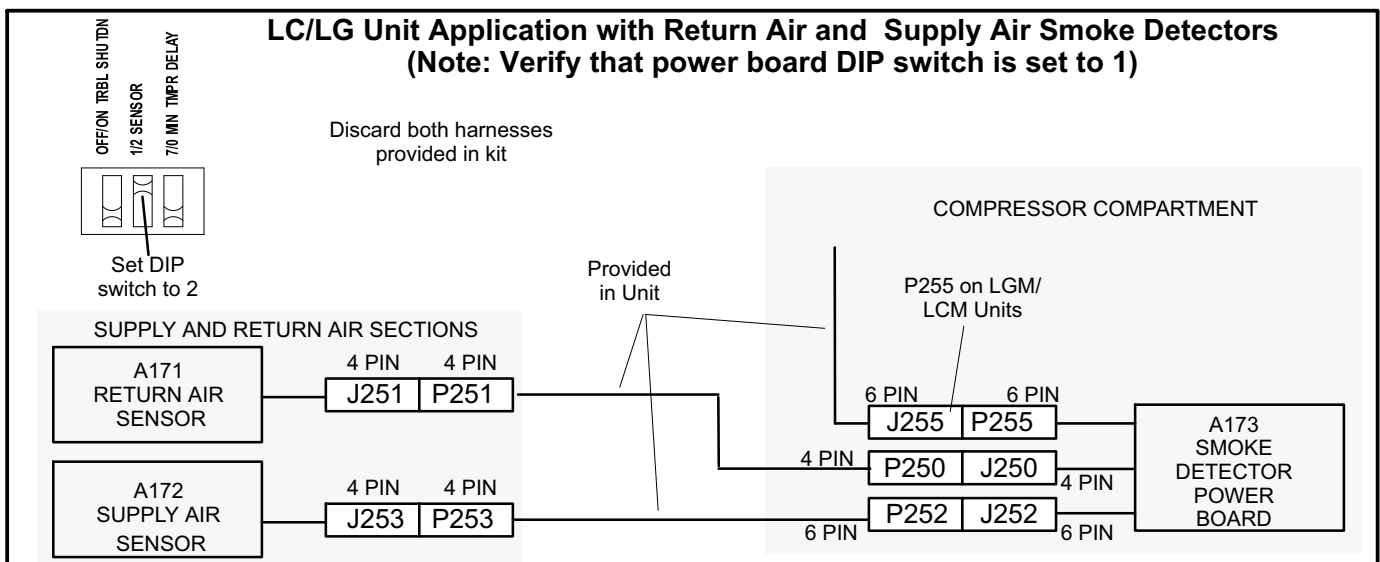 LC/LG Unit Application with Return Air and Supply Air Smoke Detectors
(Note: Verify that power board DIP switch is set to 1)
OFF/ON TRBL SHUTDN
1/2 SENSOR
7/0 MIN TMPR DELAY
Discard both harnesses
provided in kit
Set DIP
switch to 2
SUPPLY AND RETURN AIR SECTIONS
A171
RETURN AIR
SENSOR
4 PIN 4 PIN
J251 P251
A172
SUPPLY AIR
SENSOR
4 PIN 4 PIN
J253 P253
Provided
in Unit
COMPRESSOR COMPARTMENT
P255 on LGM/
LCM Units
6 PIN 6 PIN
J255 P255
4 PIN P250 J250 4 PIN
6 PIN P252 J252 6 PIN
A173
SMOKE
DETECTOR
POWER
BOARD